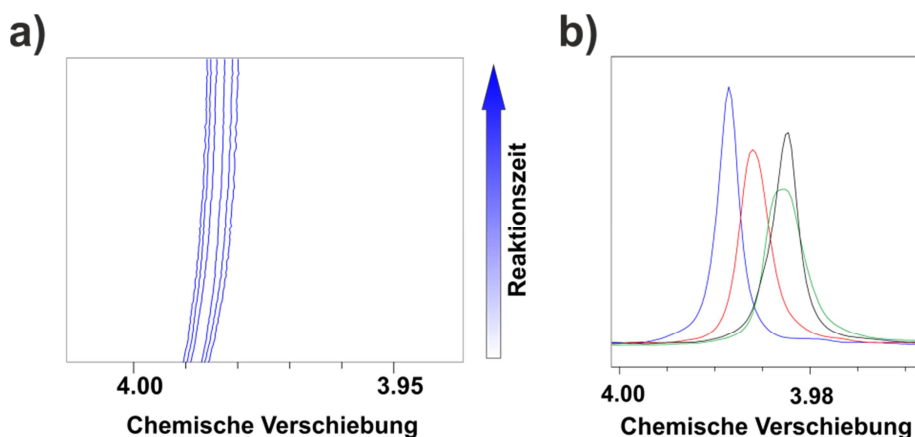 a)
Reaktionszeit
4.00 3.95
Chemische Verschiebung
b)
4.00 3.98
Chemische Verschiebung